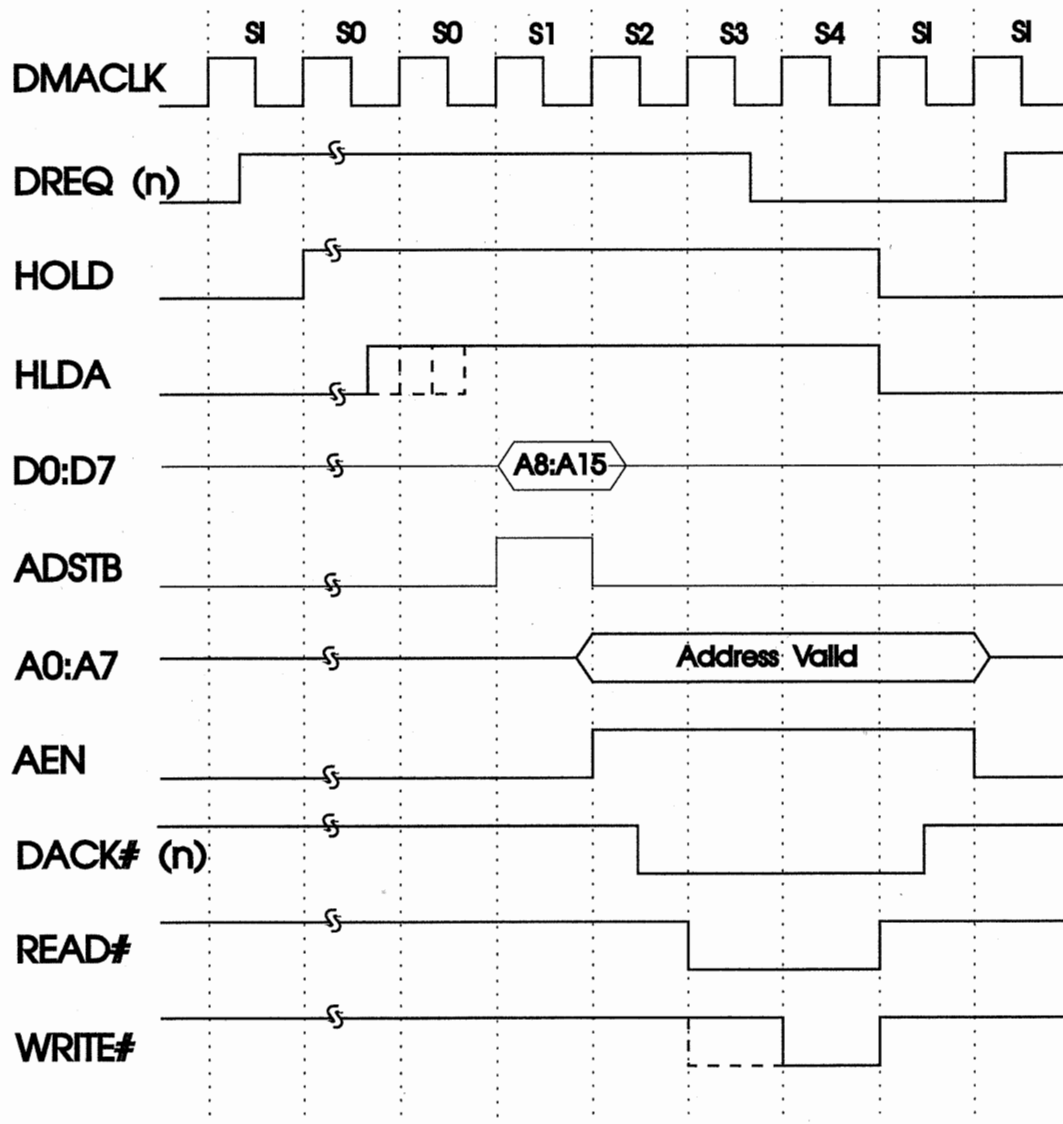 SI S0 S0 S1 S2 S3 S4 SI SI
DMACLK
DREQ (n)
HOLD
HLDA
D0:D7 A8:A15
ADSTB
A0:A7 Address Valid
AEN
DACK# (n)
READ#
WRITE#